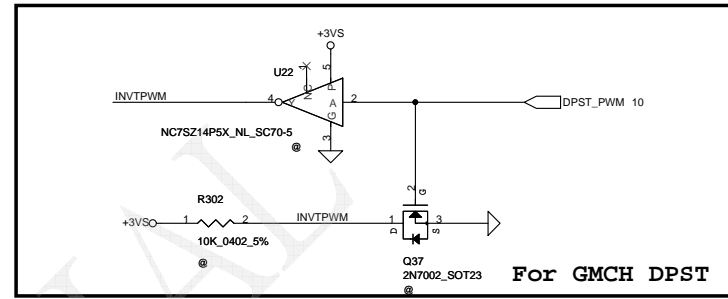 +3VS
U22
1
NC
5
P
INVTPWM
4
Y
A
2
G
3
DPST_PWM 10
NC7SZ14P5X_NL_SC70-5
@
R302
+3VS
1
2
INVTPWM
10K_0402_5%
@
2
G
1
D
3
S
Q37
2N7002_SOT23
@
For GMCH DPST